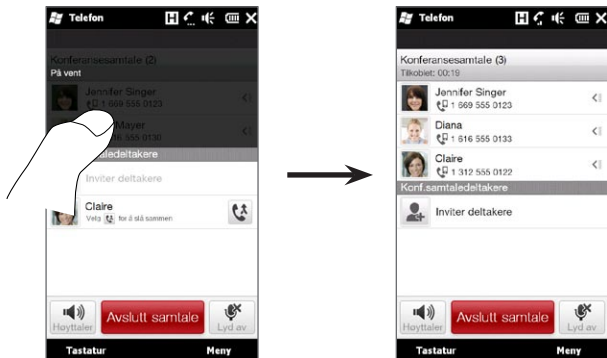 Telefon
Konferansesamtale (2)
På vent
Jennifer Singer
1 669 555 0123
Mayer
16 555 0130
taledeltakere
Inviter deltakere
Claire
Velg for å slå sammen
Høyttaler
Avslutt samtale
Lyd av
Tastatur
Meny
Telefon
Konferansesamtale (3)
Tilkoblet: 00:19
Jennifer Singer
1 669 555 0123
Diana
1 616 555 0133
Claire
1 312 555 0122
Konf.samtaledeltakere
Inviter deltakere
Høyttaler
Avslutt samtale
Lyd av
Tastatur
Meny